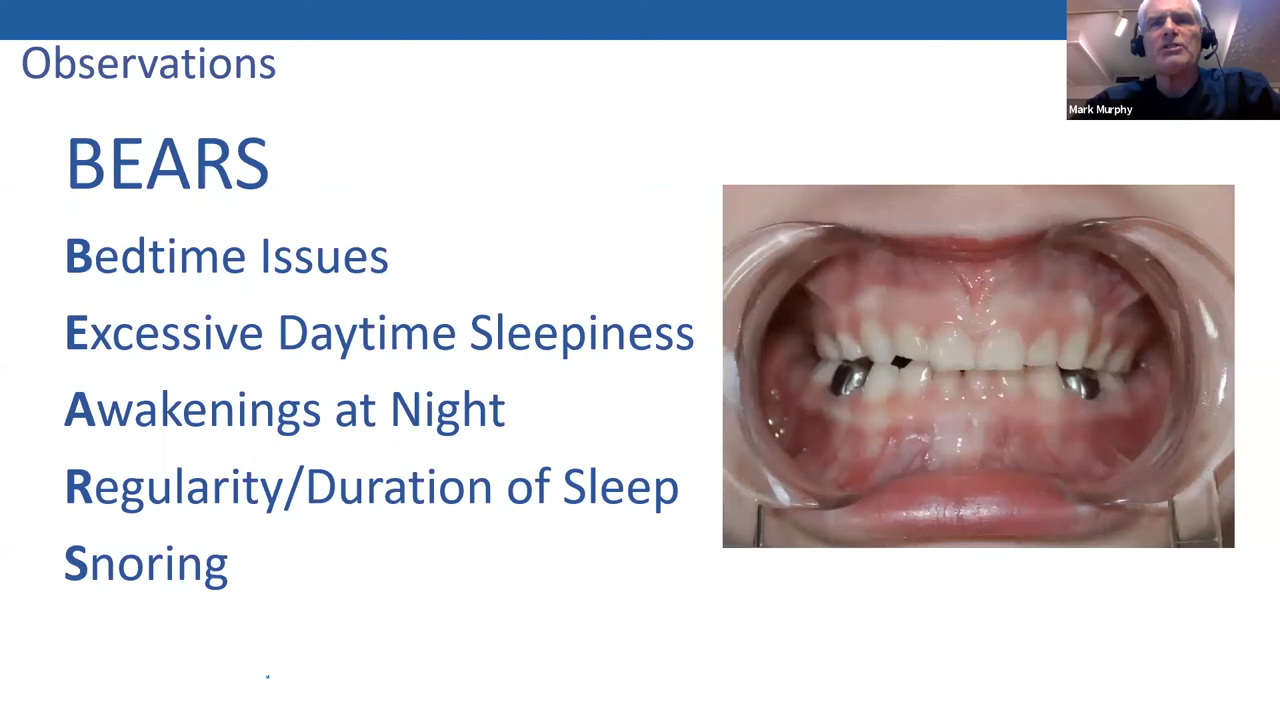 Observations
Mark Murphy
BEARS
Bedtime Issues
Excessive Daytime Sleepiness
Awakenings at Night
Regularity/Duration of Sleep
Snoring